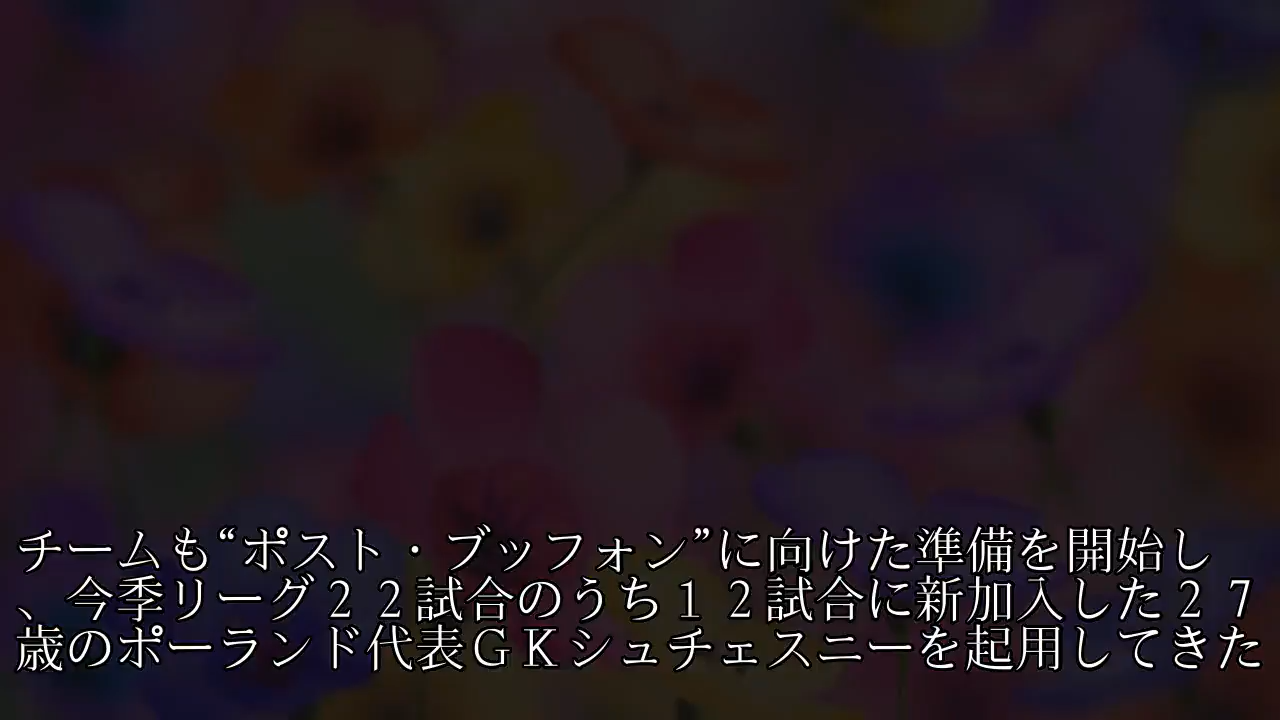 チームも“ポスト・ブッフォン”に向けた準備を開始し
、今季リーグ２２試合のうち１２試合に新加入した２７
歳のポーランド代表ＧＫシュチェスニーを起用してきた